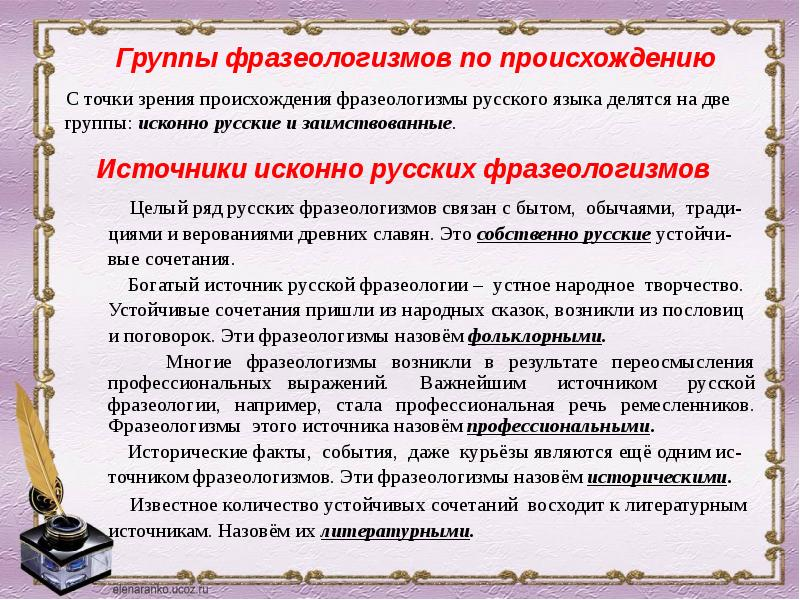 Группы фразеологизмов по происхождению
С точки зрения происхождения фразеологизмы русского языка делятся на две
группы: исконно русские и заимствованные.
Источники исконно русских фразеологизмов
Целый ряд русских фразеологизмов связан с бытом, обычаями, тради-
циями и верованиями древних славян. Это собственно русские устойчи-
вые сочетания.
Богатый источник русской фразеологии – устное народное творчество.
Устойчивые сочетания пришли из народных сказок, возникли из пословиц
и поговорок. Эти фразеологизмы назовём фольклорными.
Многие фразеологизмы возникли в результате переосмысления
профессиональных выражений. Важнейшим источником русской
фразеологии, например, стала профессиональная речь ремесленников.
Фразеологизмы этого источника назовём профессиональными.
Исторические факты, события, даже курьёзы являются ещё одним ис-
точником фразеологизмов. Эти фразеологизмы назовём историческими.
Известное количество устойчивых сочетаний восходит к литературным
источникам. Назовём их литературными.
elenaranko.ucoz.ru